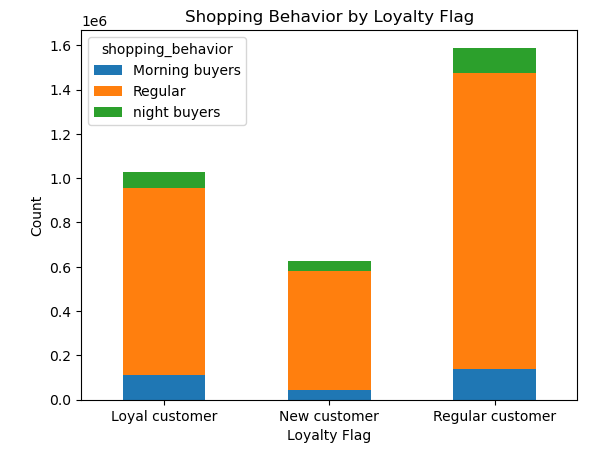 Shopping Behavior by Loyalty Flag
1e6
shopping_behavior
Morning buyers
Regular
night buyers
1.6
1.4
1.2
1.0
0.8
0.6
0.4
0.2
0.0
Count
Loyal customer New customer Regular customer
Loyalty Flag